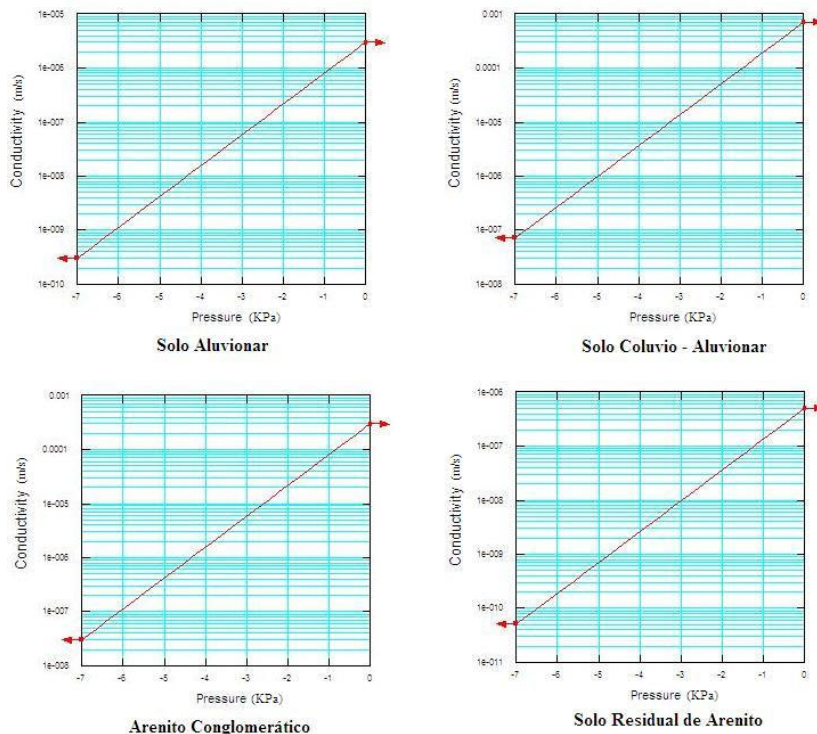 1e-005
1e-006
1e-007
1e-008
1e-009
1e-010
Conductivity (m/s)
-7 -6 -5 -4 -3 -2 -1 0
Pressure (KPa)
Solo Aluvionar
0.001
0.0001
1e-005
1e-006
1e-007
1e-008
Conductivity (m/s)
-7 -6 -5 -4 -3 -2 -1 0
Pressure (KPa)
Solo Coluvio - Aluvionar
0.001
0.0001
1e-005
1e-006
1e-007
1e-008
Conductivity (m/s)
-7 -6 -5 -4 -3 -2 -1 0
Pressure (KPa)
Arenito Conglomerático
1e-006
1e-007
1e-008
1e-009
1e-010
1e-011
Conductivity (m/s)
-7 -6 -5 -4 -3 -2 -1 0
Pressure (KPa)
Solo Residual de Arenito